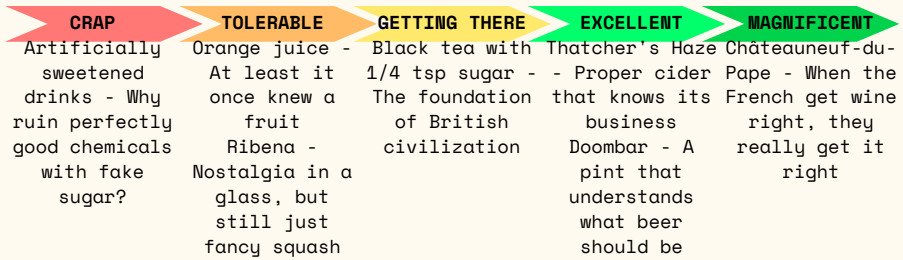 CRAP
Artificially
sweetened
drinks - Why
ruin perfectly
good chemicals
with fake
sugar?
TOLERABLE
Orange juice -
At least it
once knew a
fruit
Ribena -
Nostalgia in a
glass, but
still just
fancy squash
GETTING THERE
Black tea with
1/4 tsp sugar -
The foundation
of British
civilization
EXCELLENT
Thatcher's Haze
- Proper cider
that knows its
business
Doombar - A
pint that
understands
what beer
should be
MAGNIFICENT
Châteauneuf-du-
Pape - When the
French get wine
right, they
really get it
right